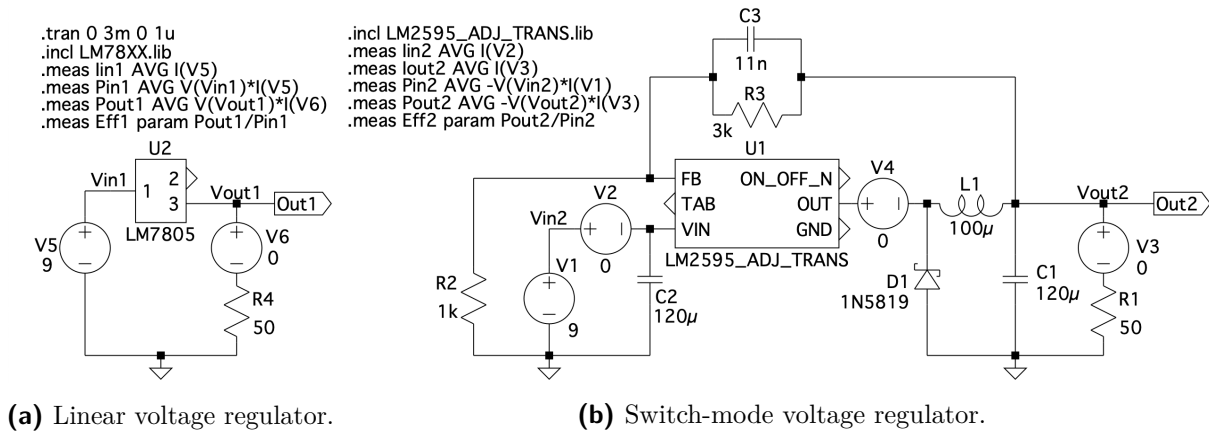 .tran 0 3m 0 1u
.incl LM78XX.lib
.meas Iin1 AVG I(V5)
.meas Pin1 AVG V(Vin1)*I(V5)
.meas Pout1 AVG V(Vout1)*I(V6)
.meas Eff1 param Pout1/Pin1
U2
Vin1
1
2
3
LM7805
Vout1
Out1
V5
9
V6
0
R4
50
.incl LM2595_ADJ_TRANS.lib
.meas Iin2 AVG I(V2)
.meas Iout2 AVG I(V3)
.meas Pin2 AVG -V(Vin2)*I(V1)
.meas Pout2 AVG -V(Vout2)*I(V3)
.meas Eff2 param Pout2/Pin2
C3
11n
R3
3k
U1
FB
ON_OFF_N
TAB
OUT
VIN
GND
LM2595_ADJ_TRANS
V2
0
Vin2
V1
9
R2
1k
C2
120µ
V4
0
L1
100µ
D1
1N5819
C1
120µ
Vout2
Out2
V3
0
R1
50
(a) Linear voltage regulator.
(b) Switch-mode voltage regulator.